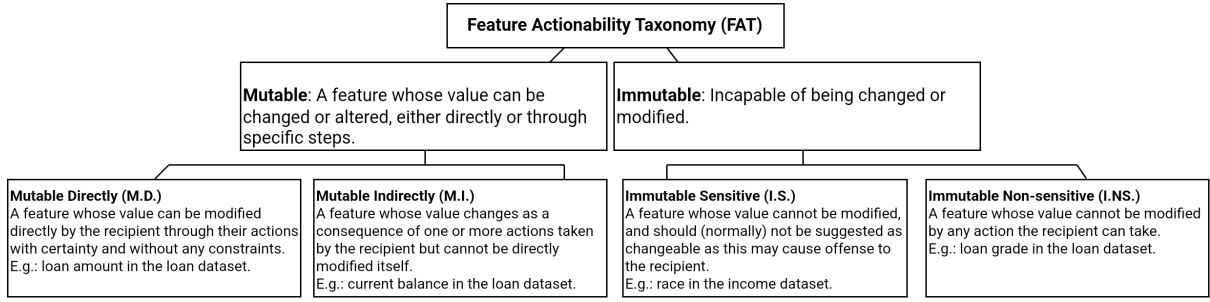 Feature Actionability Taxonomy (FAT)
Mutable: A feature whose value can be
changed or altered, either directly or through
specific steps.
Immutable: Incapable of being changed or
modified.
Mutable Directly (M.D.)
A feature whose value can be modified
directly by the recipient through their actions
with certainty and without any constraints.
E.g.: loan amount in the loan dataset.
Mutable Indirectly (M.I.)
A feature whose value changes as a
consequence of one or more actions taken
by the recipient but cannot be directly
modified itself.
E.g.: current balance in the loan dataset.
Immutable Sensitive (I.S.)
A feature whose value cannot be modified,
and should (normally) not be suggested as
changeable as this may cause offense to
the recipient.
E.g.: race in the income dataset.
Immutable Non-sensitive (I.NS.)
A feature whose value cannot be modified
by any action the recipient can take.
E.g.: loan grade in the loan dataset.